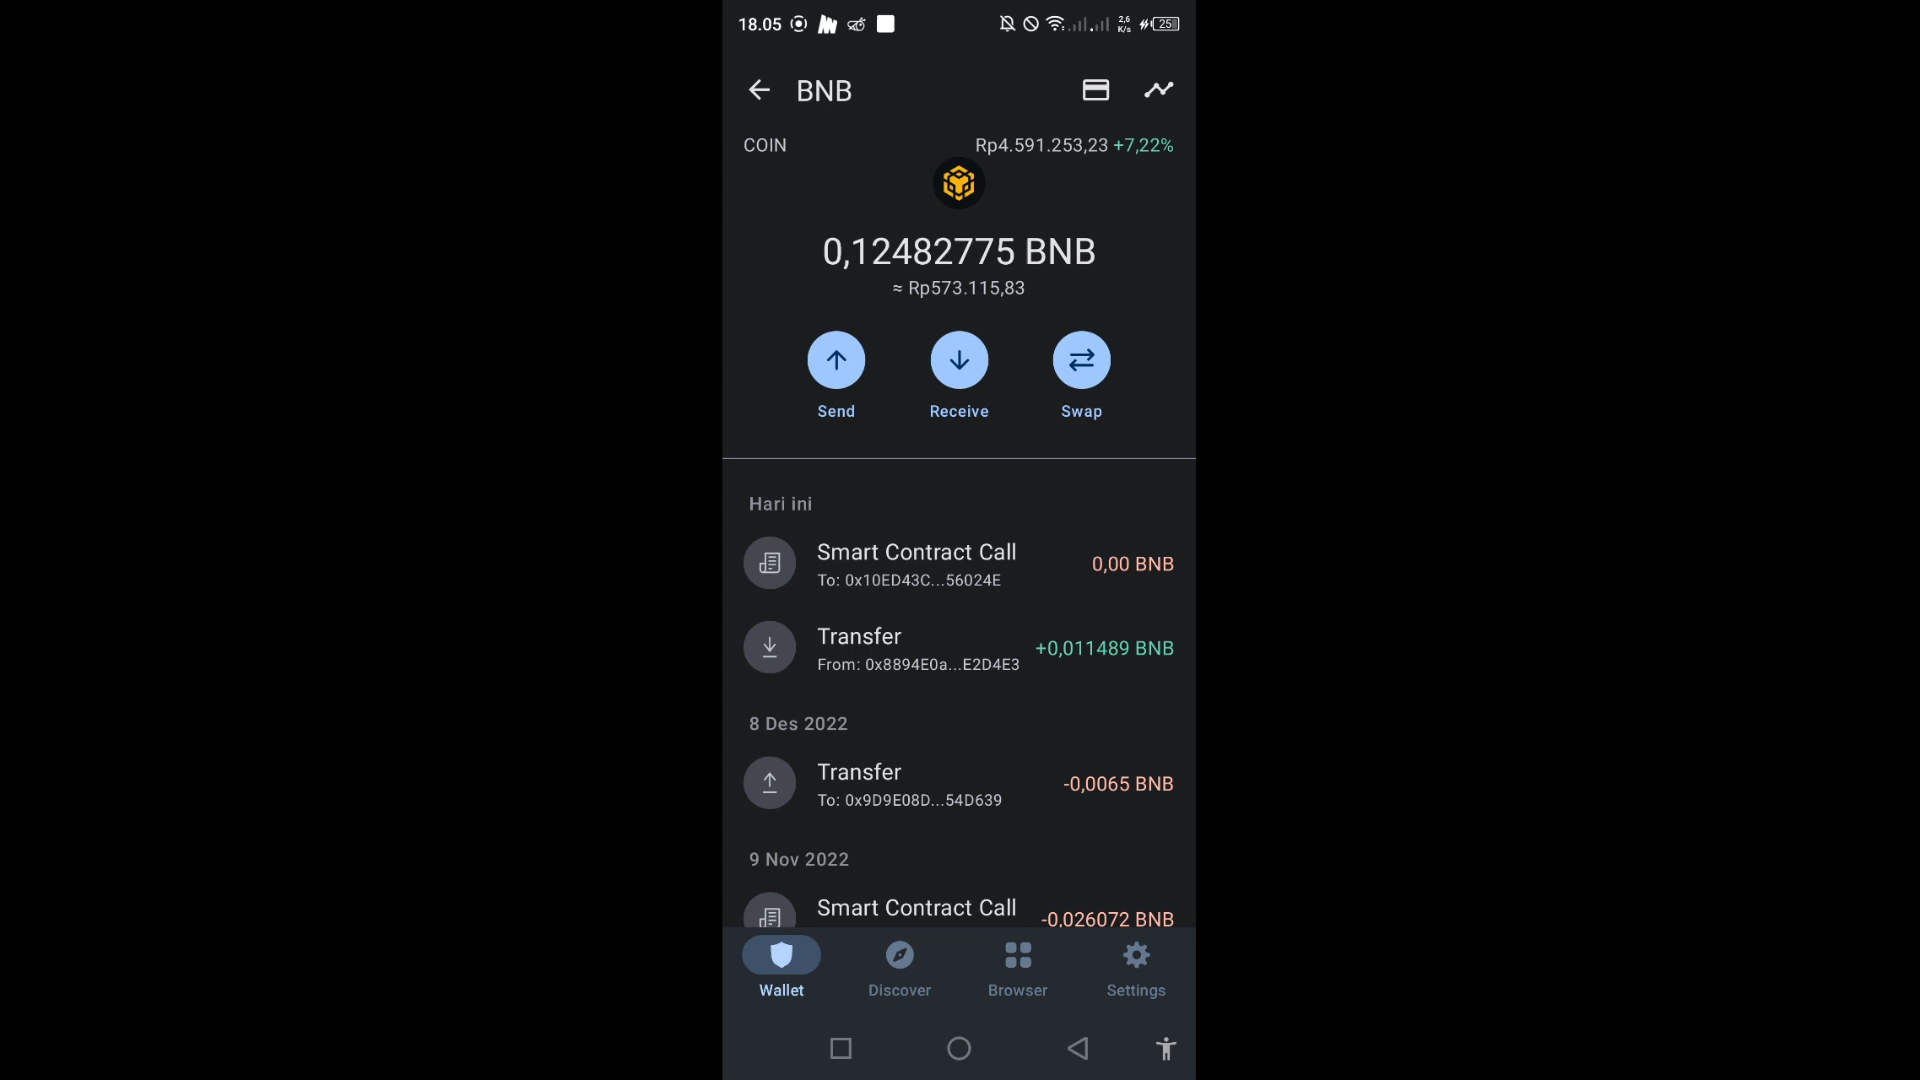 18.05
2,6
K/s
25
BNB
COIN
Rp4.591.253,23 +7,22%
0,12482775 BNB
≈ Rp573.115,83
Send
Receive
Swap
Hari ini
Smart Contract Call
To: 0x10ED43C...56024E
0,00 BNB
Transfer
From: 0x8894E0a...E2D4E3
+0,011489 BNB
8 Des 2022
Transfer
To: 0x9D9E08D...54D639
-0,0065 BNB
9 Nov 2022
Smart Contract Call
-0,026072 BNB
Wallet
Discover
Browser
Settings